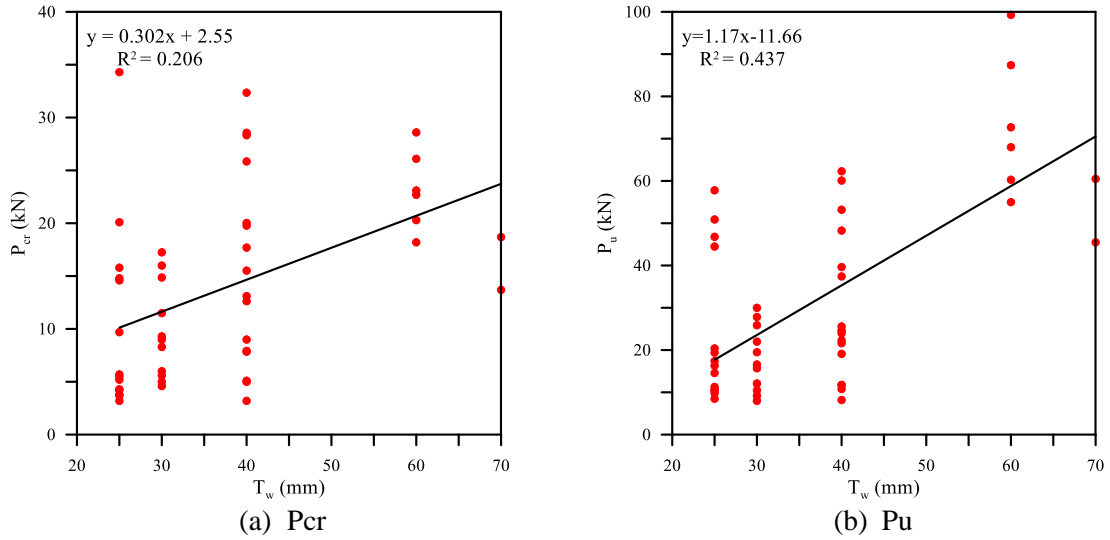 40
y = 0.302x + 2.55
R² = 0.206
30
20
10
0
P_cr (kN)
20 30 40 50 60 70
T_w (mm)
(a) Pcr
100
y=1.17x-11.66
R² = 0.437
80
60
40
20
0
P_u (kN)
20 30 40 50 60 70
T_w (mm)
(b) Pu